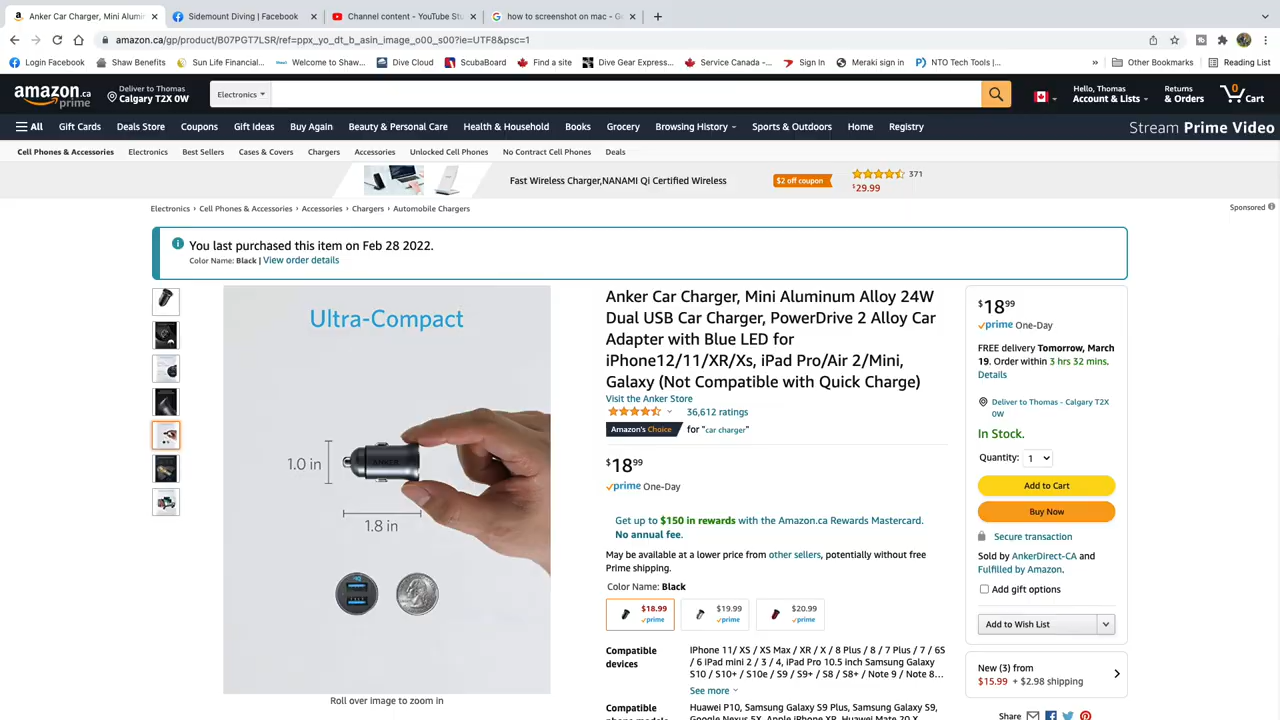 Anker Car Charger, Mini Alumin
Sidemount Diving | Facebook
Channel content - YouTube Stu
how to screenshot on mac - Go
amazon.ca/gp/product/B07PGT7LSR/ref=ppx_yo_dt_b_asin_image_o00_s00?ie=UTF8&psc=1
Login Facebook
Shaw Benefits
Sun Life Financial...
Welcome to Shaw...
Dive Cloud
ScubaBoard
Find a site
Dive Gear Express...
Service Canada -...
Sign In
Meraki sign in
NTO Tech Tools |...
»
Other Bookmarks
Reading List
amazon.ca
prime
Deliver to Thomas
Calgary T2X 0W
Electronics
Hello, Thomas
Account & Lists
Returns
& Orders
0
Cart
All
Gift Cards
Deals Store
Coupons
Gift Ideas
Buy Again
Beauty & Personal Care
Health & Household
Books
Grocery
Browsing History
Sports & Outdoors
Home
Registry
Stream Prime Video
Cell Phones & Accessories
Electronics
Best Sellers
Cases & Covers
Chargers
Accessories
Unlocked Cell Phones
No Contract Cell Phones
Deals
Fast Wireless Charger,NANAMI Qi Certified Wireless
$2 off coupon
371
$29.99
Electronics › Cell Phones & Accessories › Accessories › Chargers › Automobile Chargers
Sponsored
You last purchased this item on Feb 28 2022.
Color Name: Black | View order details
Ultra-Compact
1.0 in
ANKER
1.8 in
Roll over image to zoom in
Anker Car Charger, Mini Aluminum Alloy 24W
Dual USB Car Charger, PowerDrive 2 Alloy Car
Adapter with Blue LED for
iPhone12/11/XR/Xs, iPad Pro/Air 2/Mini,
Galaxy (Not Compatible with Quick Charge)
Visit the Anker Store
36,612 ratings
Amazon's Choice for "car charger"
$1899
prime One-Day
Get up to $150 in rewards with the Amazon.ca Rewards Mastercard.
No annual fee.
May be available at a lower price from other sellers, potentially without free
Prime shipping.
Color Name: Black
$18.99
prime
$19.99
prime
$20.99
prime
Compatible
devices
IPhone 11/ XS / XS Max / XR / X / 8 Plus / 8 / 7 Plus / 7 / 6S
/ 6 iPad mini 2 / 3 / 4, iPad Pro 10.5 inch Samsung Galaxy
S10 / S10+ / S10e / S9 / S9+ / S8 / S8+ / Note 9 / Note 8...
See more
Compatible
phone models
Huawei P10, Samsung Galaxy S9 Plus, Samsung Galaxy S9,
Google Nexus 5X, Apple iPhone XR, Huawei Mate 20 X
$1899
prime One-Day
FREE delivery Tomorrow, March
19. Order within 3 hrs 32 mins.
Details
Deliver to Thomas - Calgary T2X
0W
In Stock.
Quantity: 1
Add to Cart
Buy Now
Secure transaction
Sold by AnkerDirect-CA and
Fulfilled by Amazon.
Add gift options
Add to Wish List
New (3) from
$15.99 + $2.98 shipping
Share